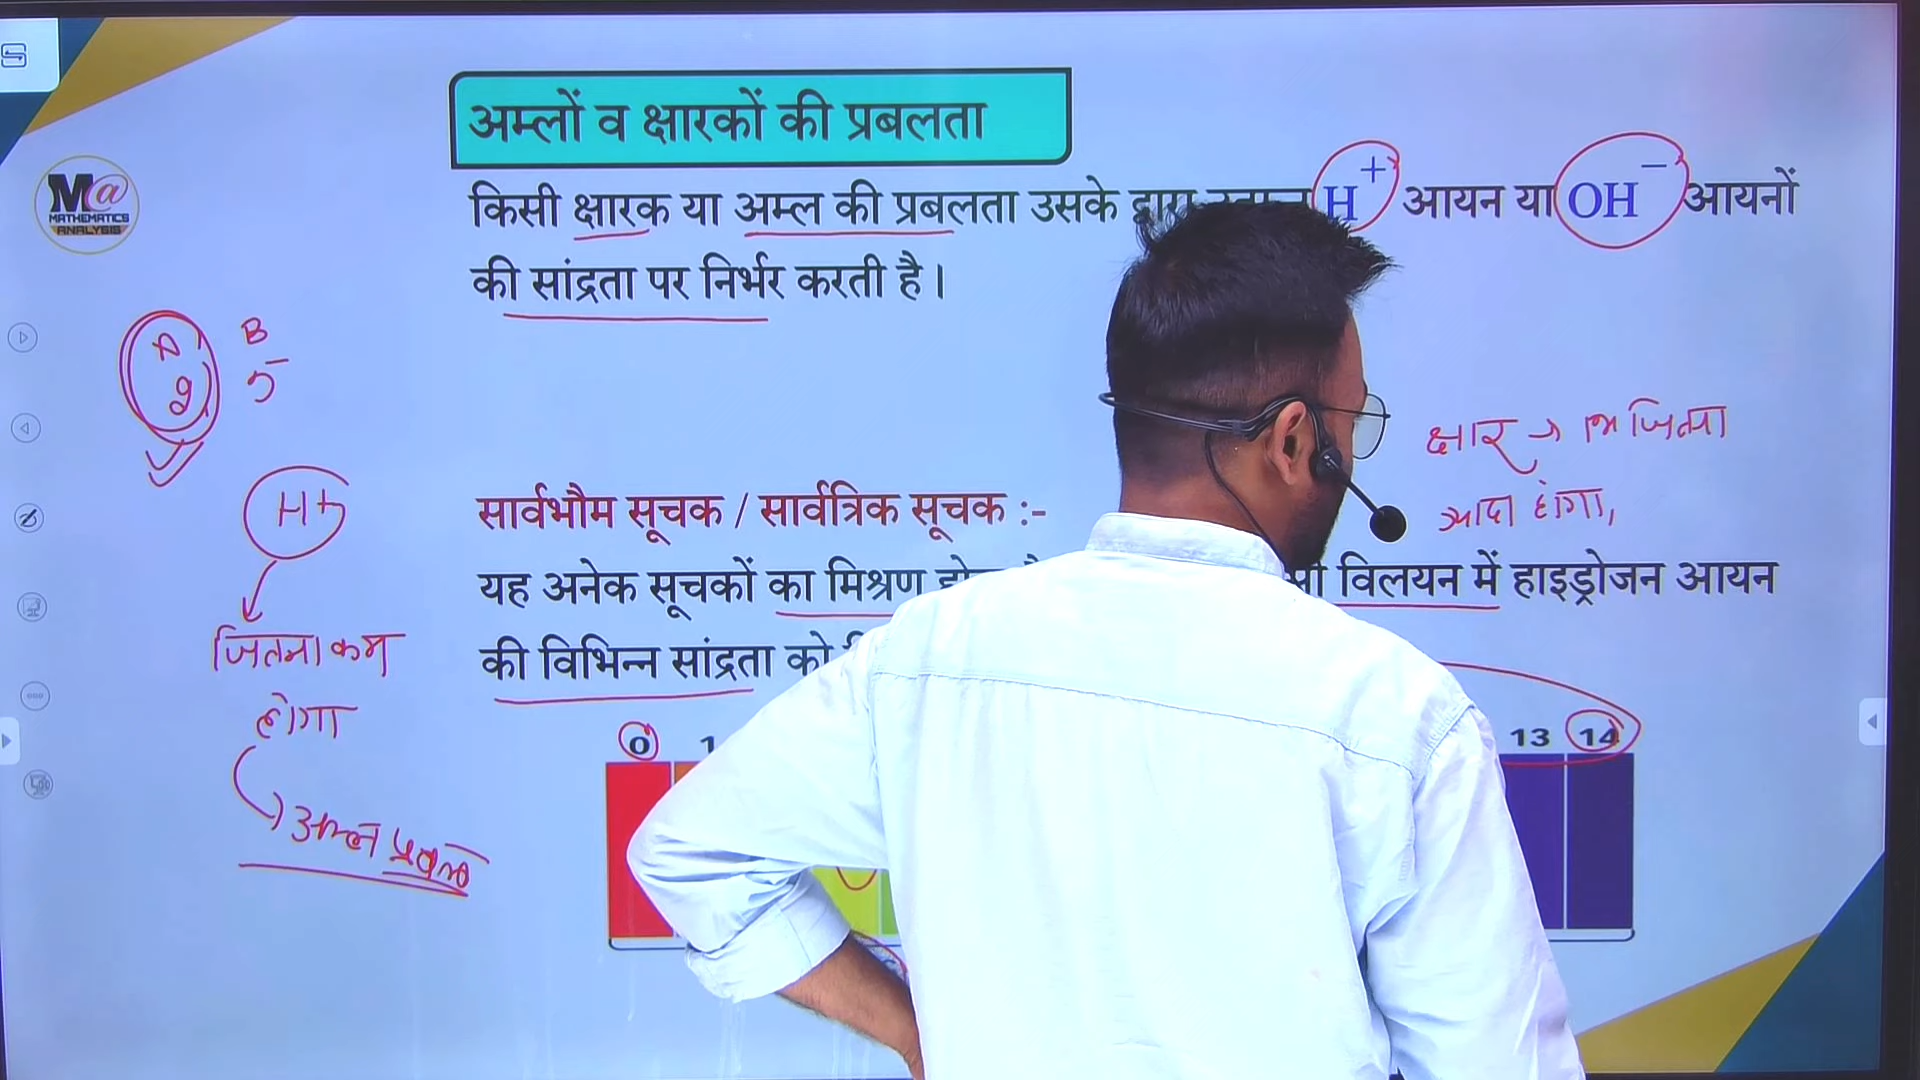 अम्लों व क्षारकों की प्रबलता
M@
MATHEMATICS
ANALYSIS
किसी क्षारक या अम्ल की प्रबलता उसके द्वारा H+ आयन या OH− आयनों
की सांद्रता पर निर्भर करती है।
B
H+
जितना कम
होगा
अम्ल प्रबल
क्षार → जितना
ज्यादा होगा,
सार्वभौम सूचक / सार्वत्रिक सूचक :-
यह अनेक सूचकों का मिश्रण विलयन में हाइड्रोजन आयन
की विभिन्न सांद्रता को
0 1 13 14